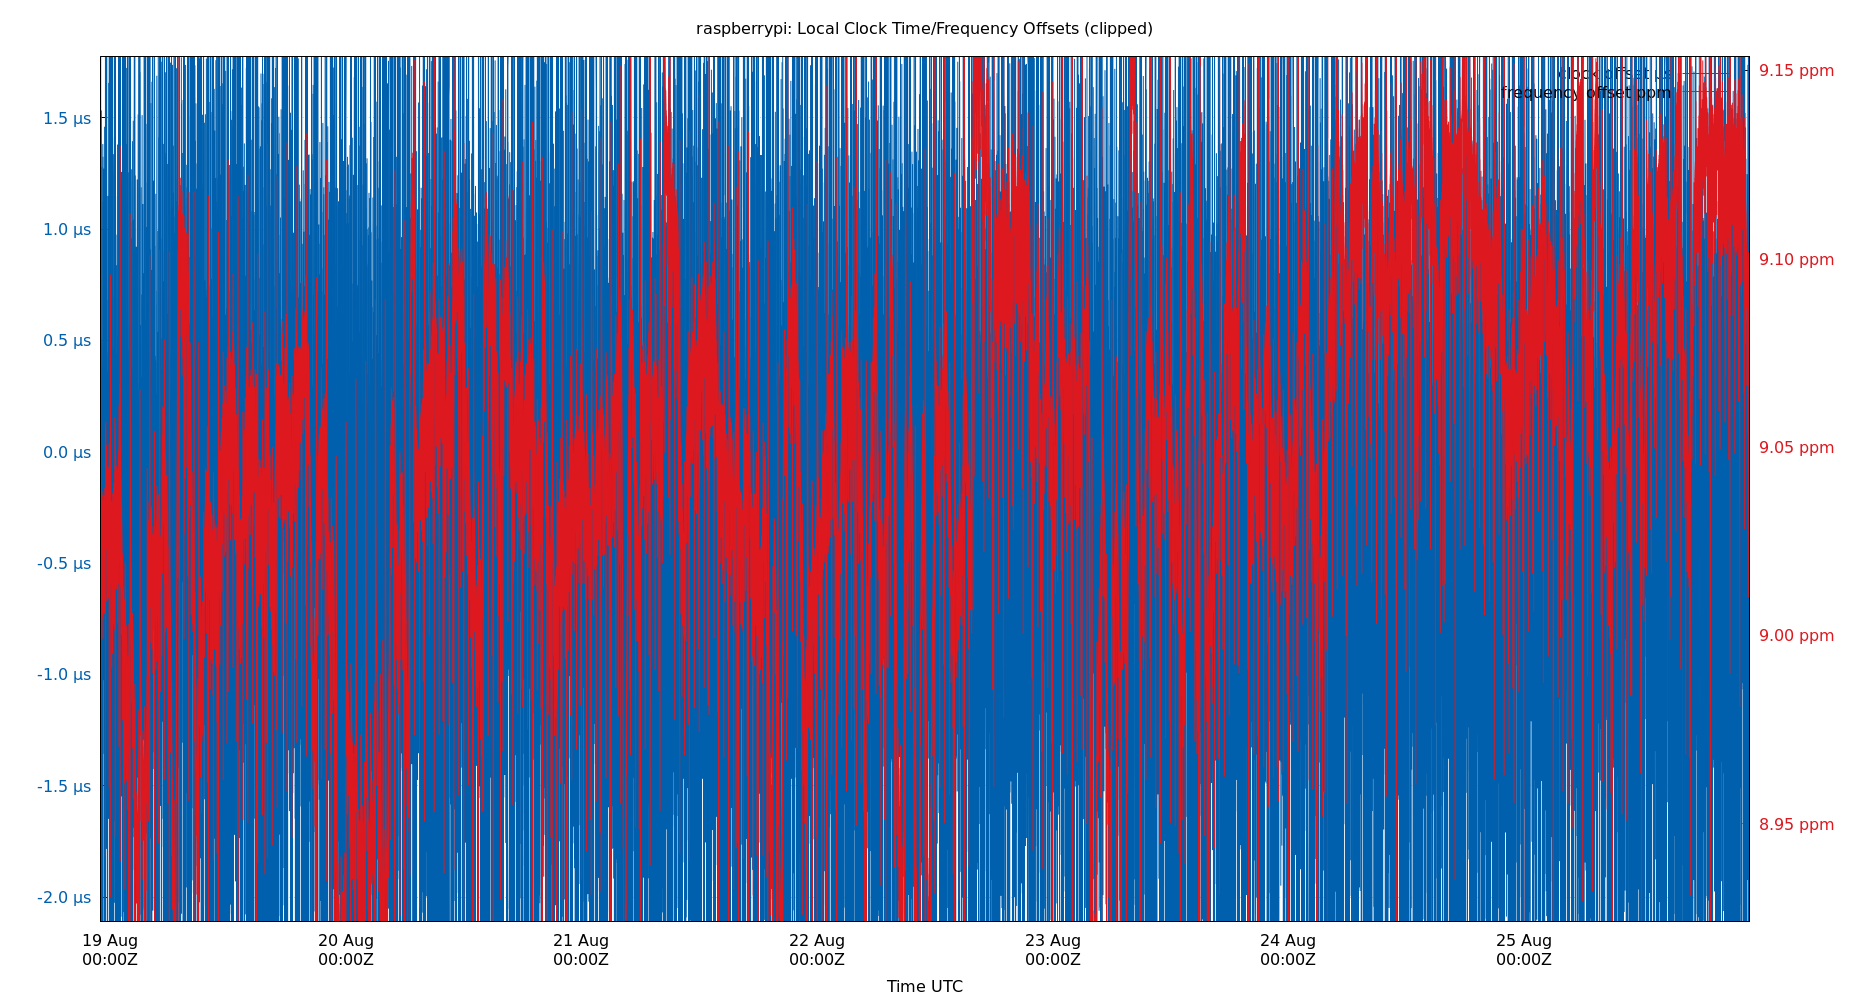 raspberrypi: Local Clock Time/Frequency Offsets (clipped)
clock offset µs
frequency offset ppm
1.5 µs
1.0 µs
0.5 µs
0.0 µs
-0.5 µs
-1.0 µs
-1.5 µs
-2.0 µs
9.15 ppm
9.10 ppm
9.05 ppm
9.00 ppm
8.95 ppm
19 Aug 20 Aug 21 Aug 22 Aug 23 Aug 24 Aug 25 Aug
00:00Z 00:00Z 00:00Z 00:00Z 00:00Z 00:00Z 00:00Z
Time UTC